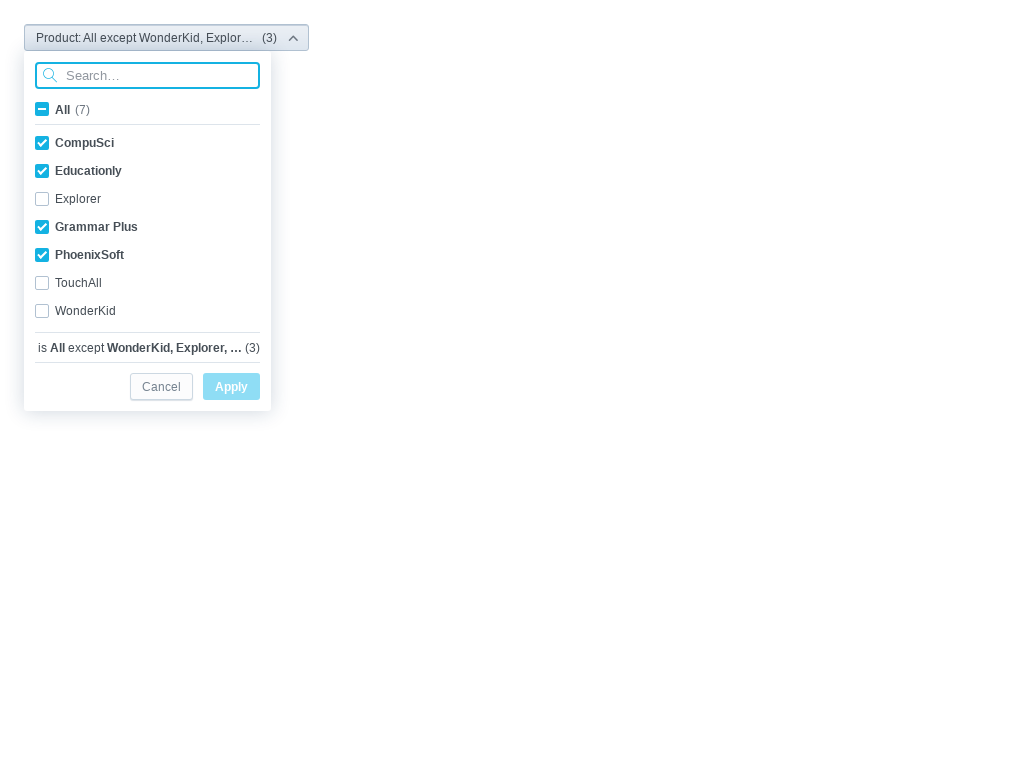 Product: All except WonderKid, Explor… (3)
Search…
All (7)
CompuSci
Educationly
Explorer
Grammar Plus
PhoenixSoft
TouchAll
WonderKid
is All except WonderKid, Explorer, … (3)
Cancel Apply